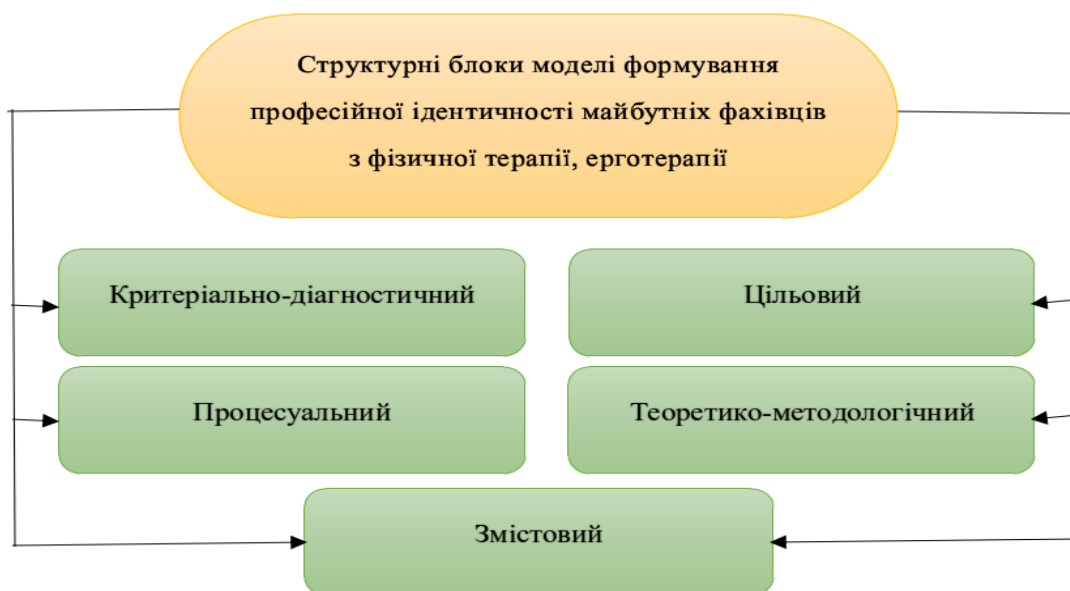 Структурні блоки моделі формування
професійної ідентичності майбутніх фахівців
з фізичної терапії, ерготерапії
Критеріально-діагностичний
Цільовий
Процесуальний
Теоретико-методологічний
Змістовий